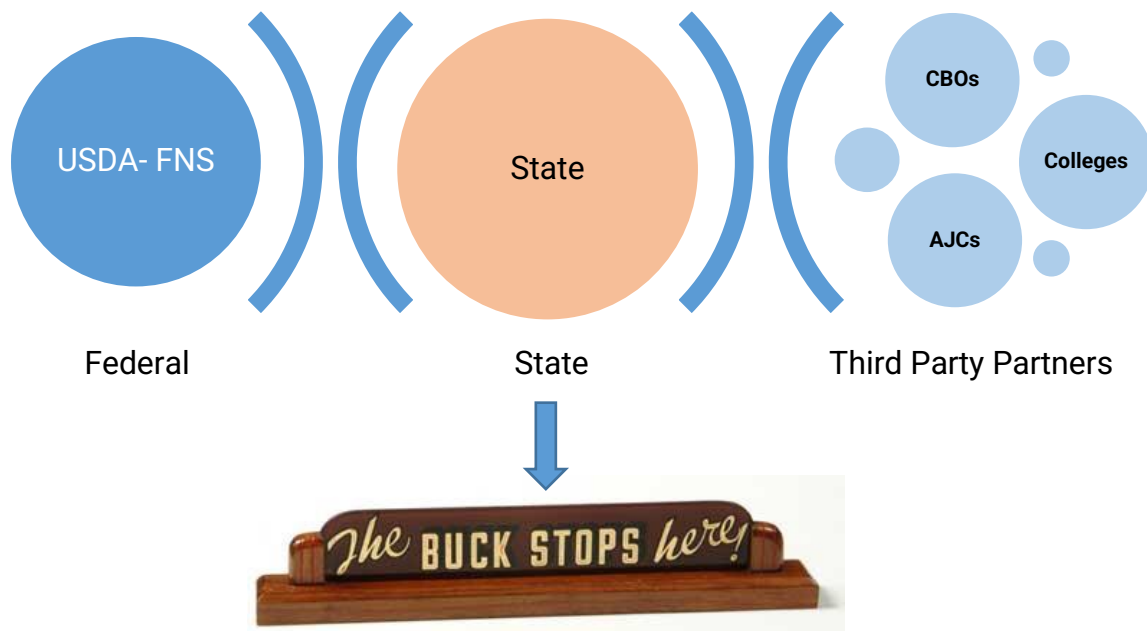 USDA- FNS
State
CBOs
Colleges
AJCs
Federal
State
Third Party Partners
The BUCK STOPS here!